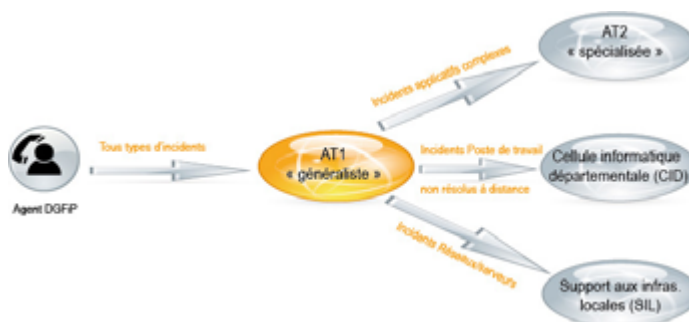 AT2
« spécialisée »
Incidents applicatifs complexes
Tous types d'incidents
AT1
« généraliste »
Incidents Poste de travail
non résolus à distance
Cellule informatique
départementale (CID)
Agent DGFiP
Incidents Réseaux/serveurs
Support aux infras.
locales (SIL)